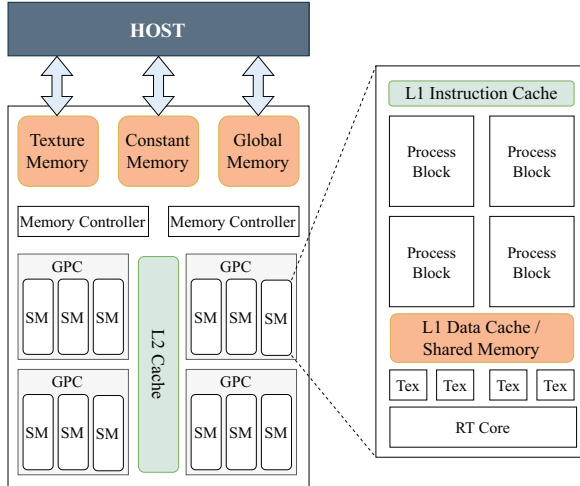 HOST
Texture
Memory
Constant
Memory
Global
Memory
Memory Controller
Memory Controller
GPC
SM
SM
SM
L2 Cache
GPC
SM
SM
SM
GPC
SM
SM
SM
GPC
SM
SM
SM
L1 Instruction Cache
Process
Block
Process
Block
Process
Block
Process
Block
L1 Data Cache /
Shared Memory
Tex
Tex
Tex
Tex
RT Core